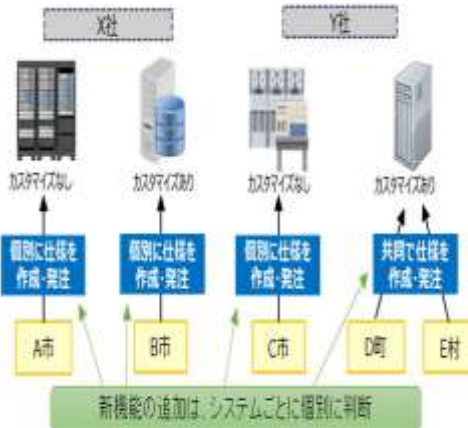 X社
Y社
カスタマイズなし
カスタマイズあり
カスタマイズなし
カスタマイズあり
個別に仕様を
作成・発注
個別に仕様を
作成・発注
個別に仕様を
作成・発注
共同で仕様を
作成・発注
A市
B市
C市
D町
E村
新機能の追加は、システムごとに個別に判断